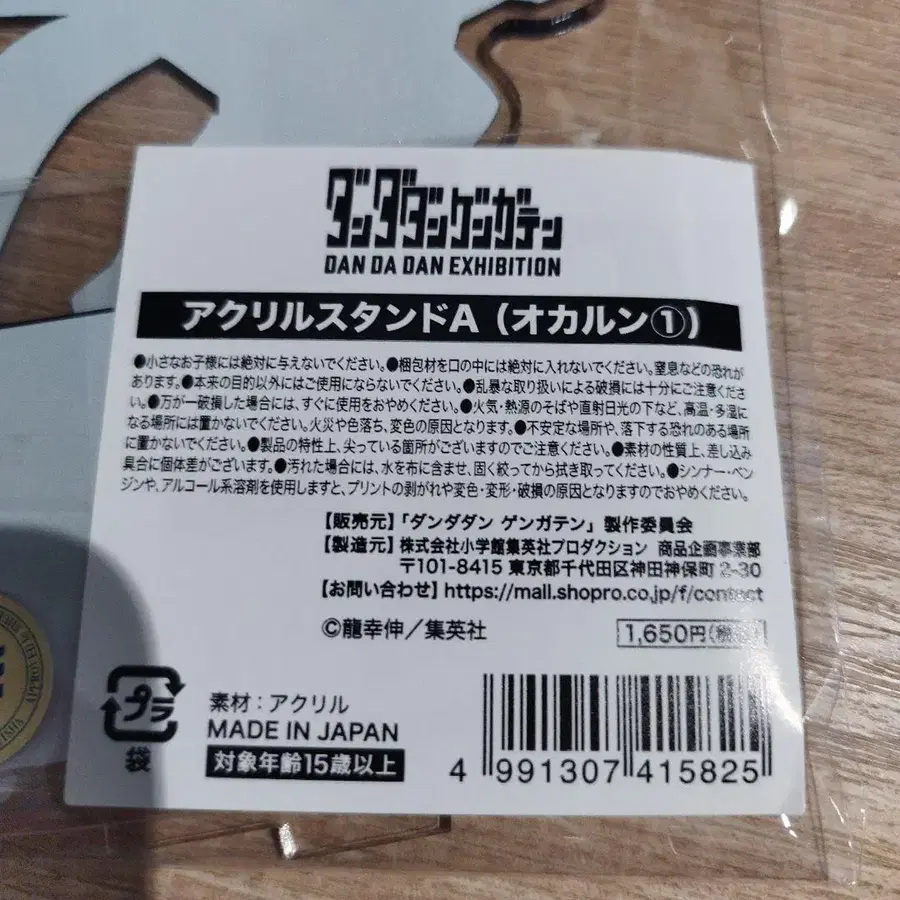 ダンダダンゲンガテン
DAN DA DAN EXHIBITION
アクリルスタンドA（オカルン①）
●小さなお子様には絶対に与えないでください。●梱包材を口の中には絶対に入れないでください。窒息などの恐れが
あります。●本来の目的以外にはご使用にならないでください。●乱暴な取り扱いによる破損には十分にご注意くださ
い。●万が一破損した場合には、すぐに使用をおやめください。●火気・熱源のそばや直射日光の下など、高温・多湿に
なる場所には置かないでください。火災や色落ち、変色の原因となります。●不安定な場所や、落下する恐れのある場所
に置かないでください。●製品の特性上、尖っている箇所がございますのでご注意ください。●素材の性質上、差し込み
具合に個体差がございます。●汚れた場合には、水を布に含ませ、固く絞ってから拭き取ってください。●シンナー・ベン
ジンや、アルコール系溶剤を使用しますと、プリントの剥がれや変色・変形・破損の原因となりますのでおやめください。
【販売元】「ダンダダン ゲンガテン」製作委員会
【製造元】株式会社小学館集英社プロダクション 商品企画事業部
〒101-8415 東京都千代田区神田神保町 2-30
【お問い合わせ】https://mall.shopro.co.jp/f/contact
©龍幸伸／集英社
1,650円(税込)
プラ
袋
素材：アクリル
MADE IN JAPAN
対象年齢15歳以上
4 991307 415825